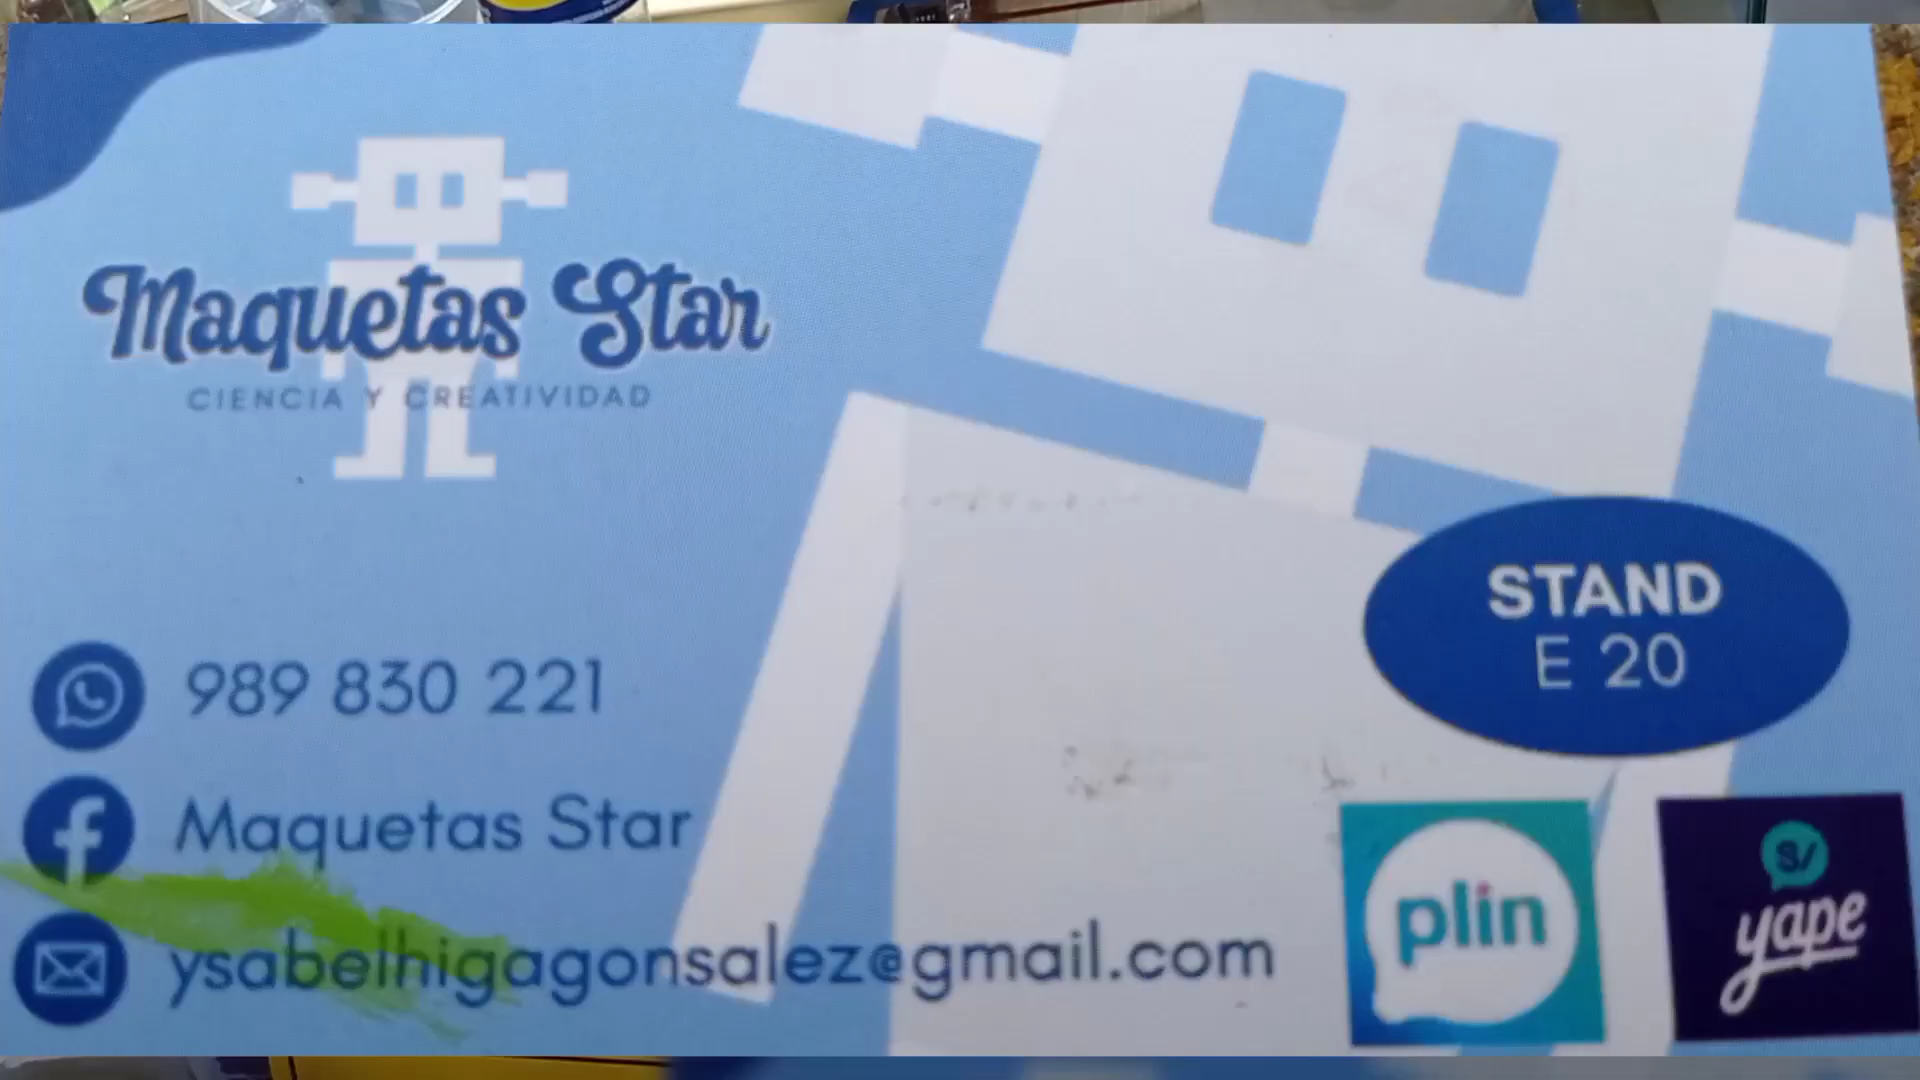 Maquetas Star
CIENCIA Y CREATIVIDAD
STAND
E 20
989 830 221
Maquetas Star
ysabelhigagonsalez@gmail.com
plin
S/
yape